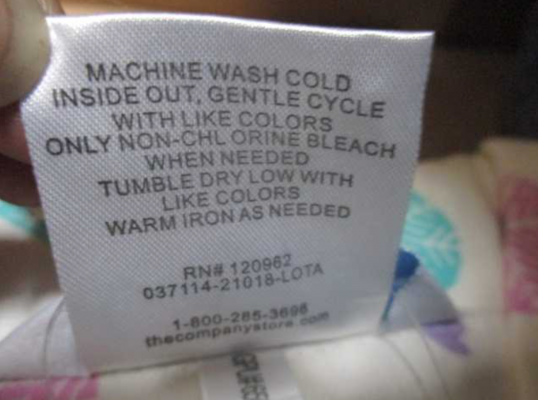 MACHINE WASH COLD
INSIDE OUT, GENTLE CYCLE
WITH LIKE COLORS
ONLY NON-CHL ORINE BLEACH
WHEN NEEDED
TUMBLE DRY LOW WITH
LIKE COLORS
WARM IRON AS NEEDED
RN# 120962
037114-21018-LOTA
1-800-285-3696
thecompanystore.com